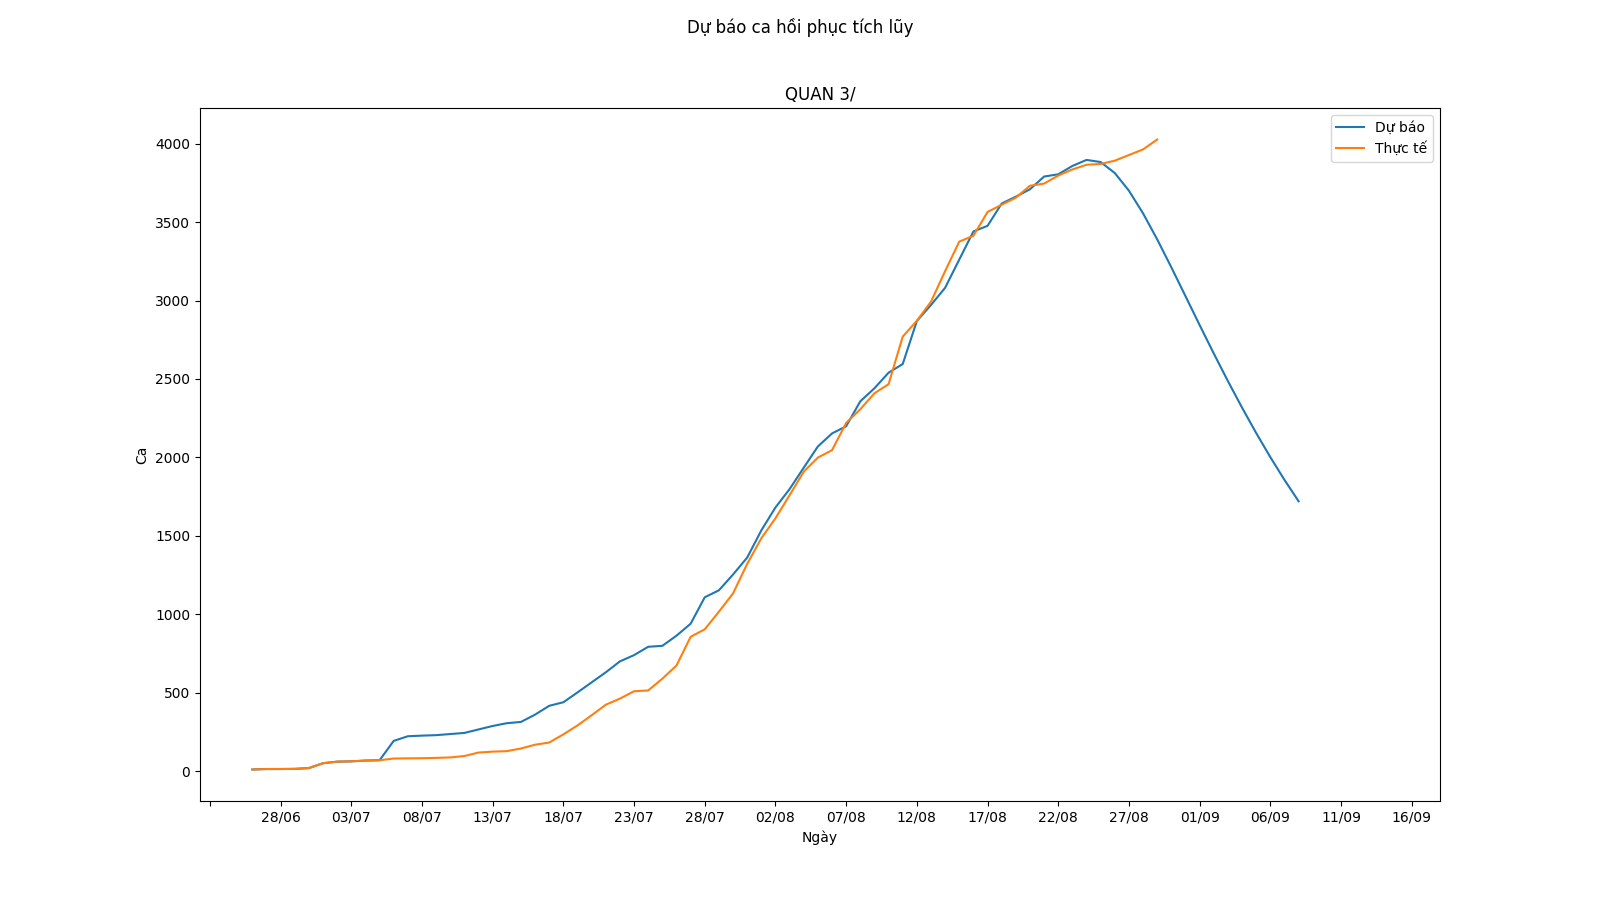 Dự báo ca hồi phục tích lũy
QUAN 3/
Dự báo
Thực tế
4000
3500
3000
2500
2000
1500
1000
500
0
Ca
28/06 03/07 08/07 13/07 18/07 23/07 28/07 02/08 07/08 12/08 17/08 22/08 27/08 01/09 06/09 11/09 16/09
Ngày